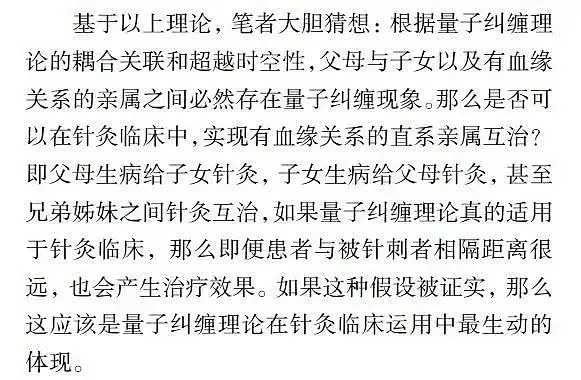 基于以上理论，笔者大胆猜想：根据量子纠缠理
论的耦合关联和超越时空性，父母与子女以及有血缘
关系的亲属之间必然存在量子纠缠现象。那么是否可
以在针灸临床中，实现有血缘关系的直系亲属互治？
即父母生病给子女针灸，子女生病给父母针灸，甚至
兄弟姊妹之间针灸互治，如果量子纠缠理论真的适用
于针灸临床，那么即便患者与被针刺者相隔距离很
远，也会产生治疗效果。如果这种假设被证实，那么
这应该是量子纠缠理论在针灸临床运用中最生动的
体现。